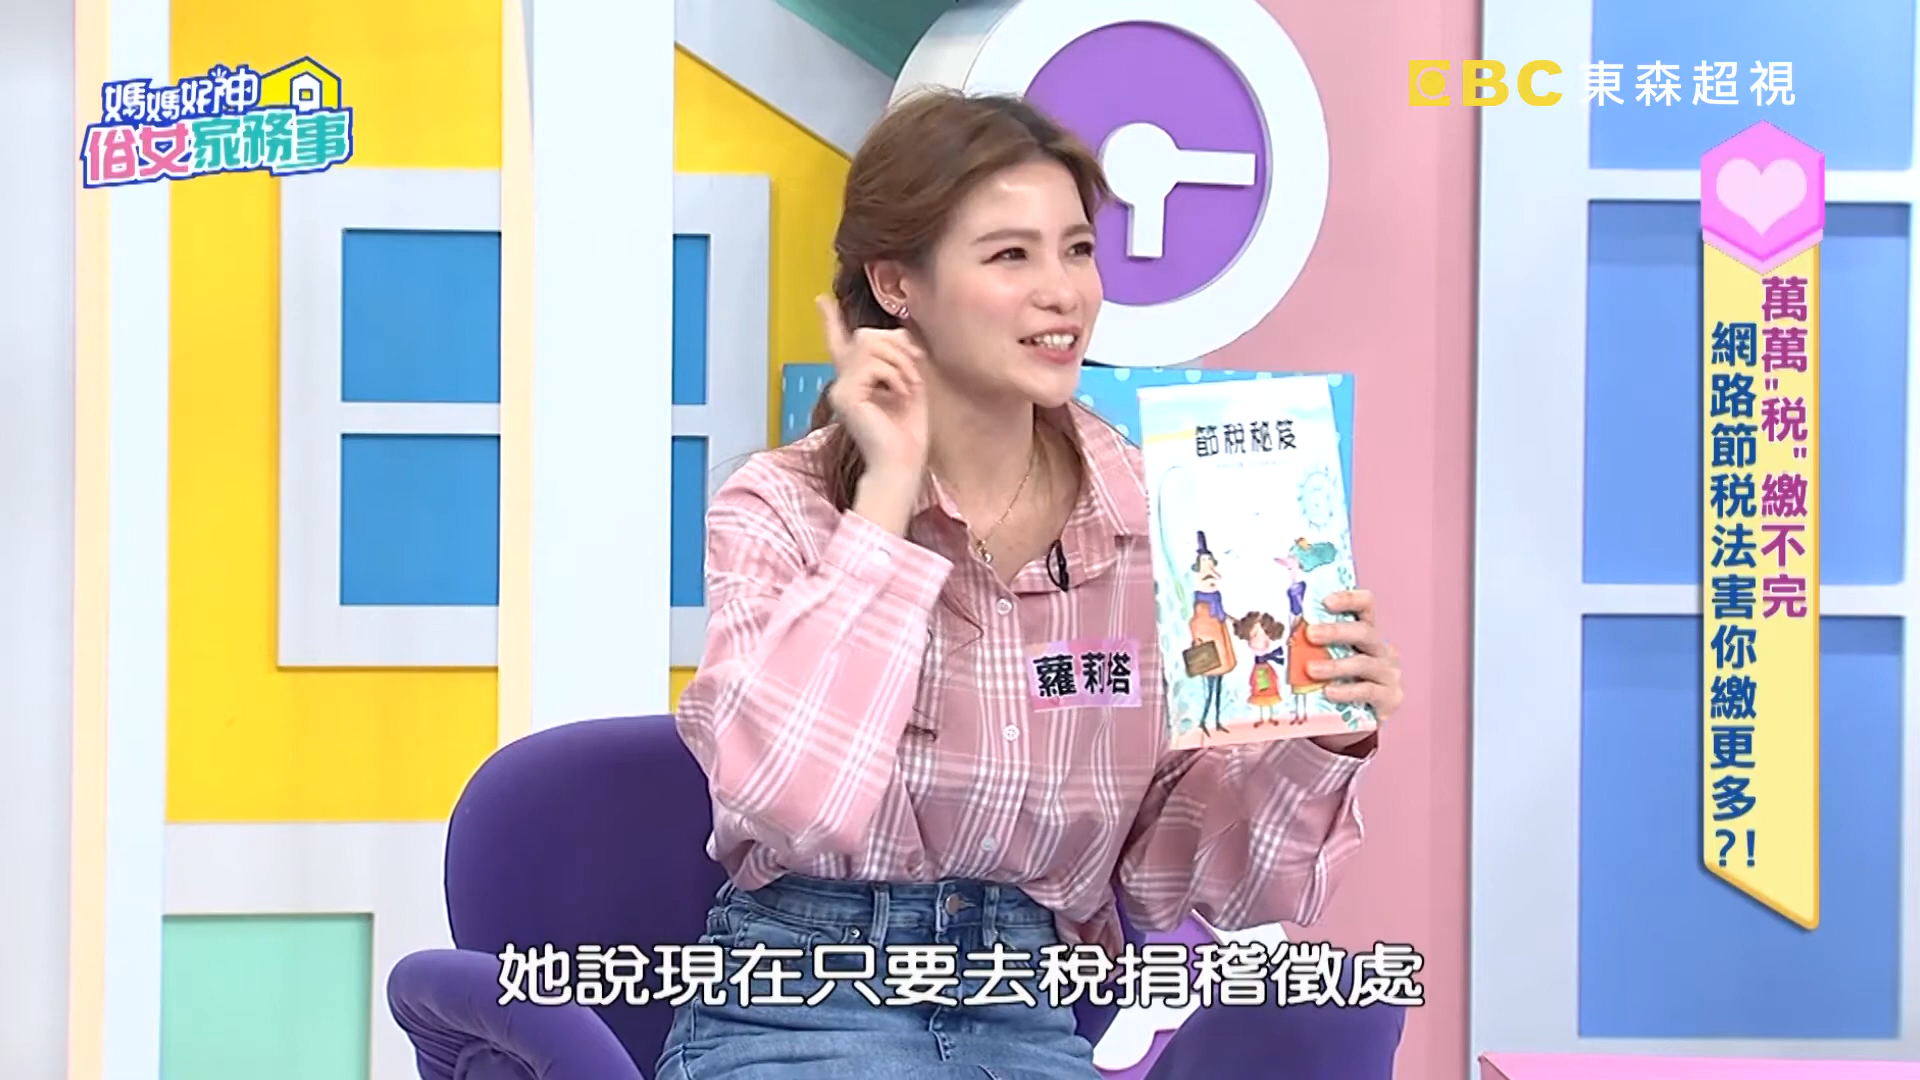 媽媽好神
俗女家務事
EBC 東森超視
萬萬"稅"繳不完
網路節稅法害你繳更多?!
節稅秘笈
蘿莉塔
她說現在只要去稅捐稽徵處